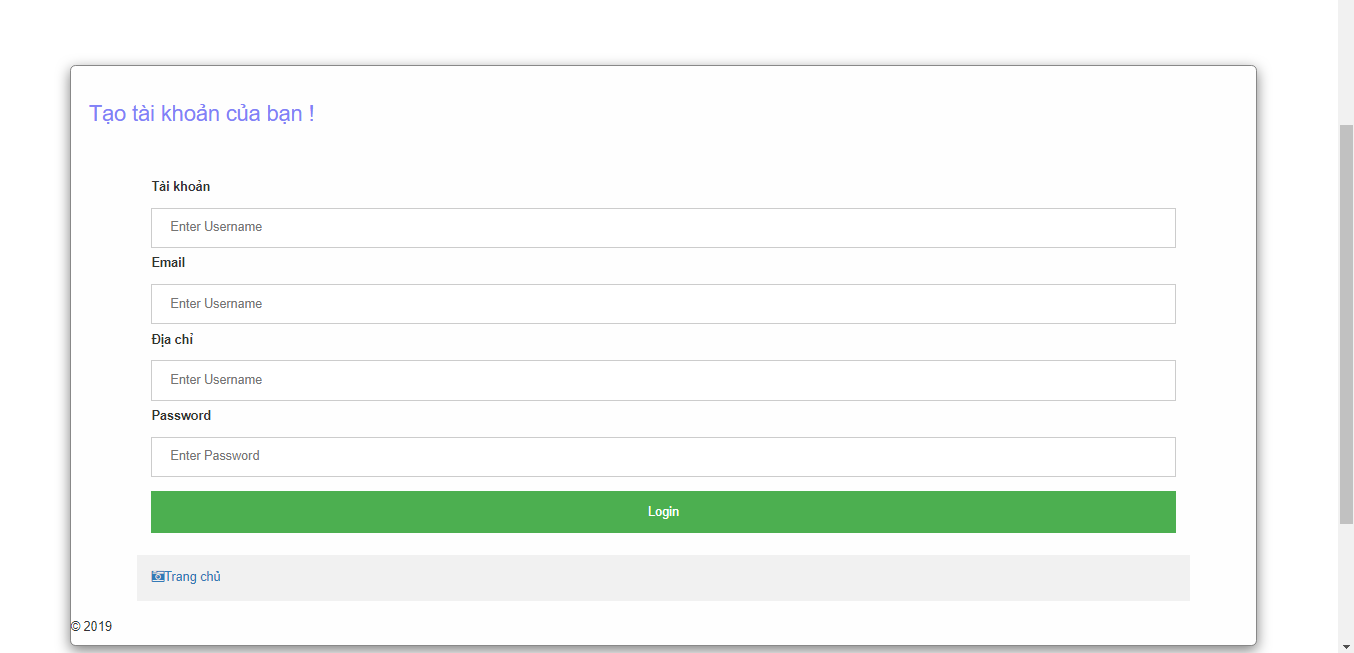 Tạo tài khoản của bạn !
Tài khoản
Enter Username
Email
Enter Username
Địa chỉ
Enter Username
Password
Enter Password
Login
Trang chủ
© 2019